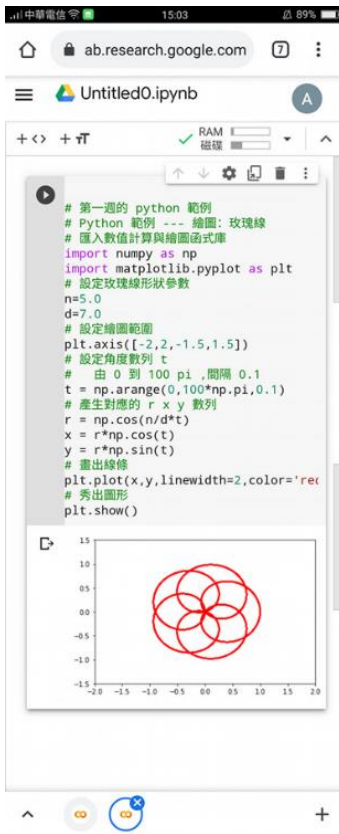 中華電信 15:03 89%
ab.research.google.com 7
Untitled0.ipynb A
+<> +TT RAM
磁碟
# 第一週的 python 範例
# Python 範例 --- 繪圖: 玫瑰線
# 匯入數值計算與繪圖函式庫
import numpy as np
import matplotlib.pyplot as plt
# 設定玫瑰線形狀參數
n=5.0
d=7.0
# 設定繪圖範圍
plt.axis([-2,2,-1.5,1.5])
# 設定角度數列 t
#   由 0 到 100 pi ,間隔 0.1
t = np.arange(0,100*np.pi,0.1)
# 產生對應的 r x y 數列
r = np.cos(n/d*t)
x = r*np.cos(t)
y = r*np.sin(t)
# 畫出線條
plt.plot(x,y,linewidth=2,color='red
# 秀出圖形
plt.show()
1.5
1.0
0.5
0.0
-0.5
-1.0
-1.5
-2.0 -1.5 -1.0 -0.5 0.0 0.5 1.0 1.5 2.0